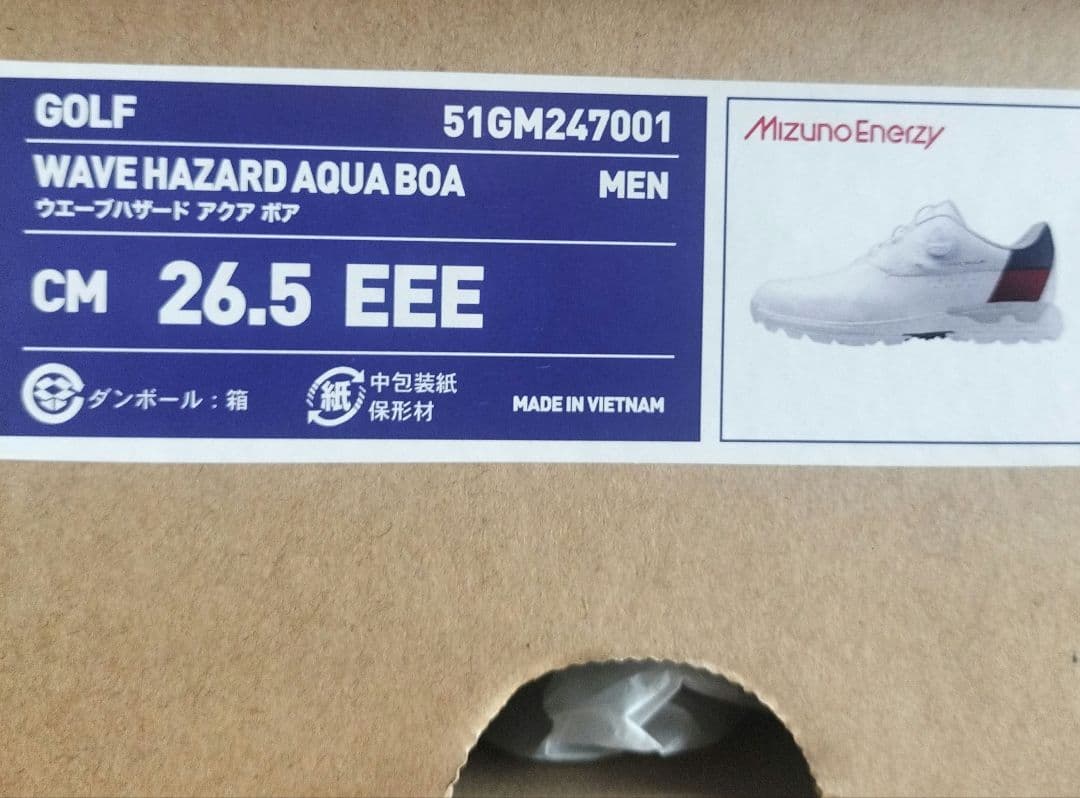 GOLF
51GM247001
WAVE HAZARD AQUA BOA
MEN
ウエーブハザード アクア ボア
CM 26.5 EEE
ダンボール：箱
紙
中包装紙
保形材
MADE IN VIETNAM
MIZUNO ENERZY